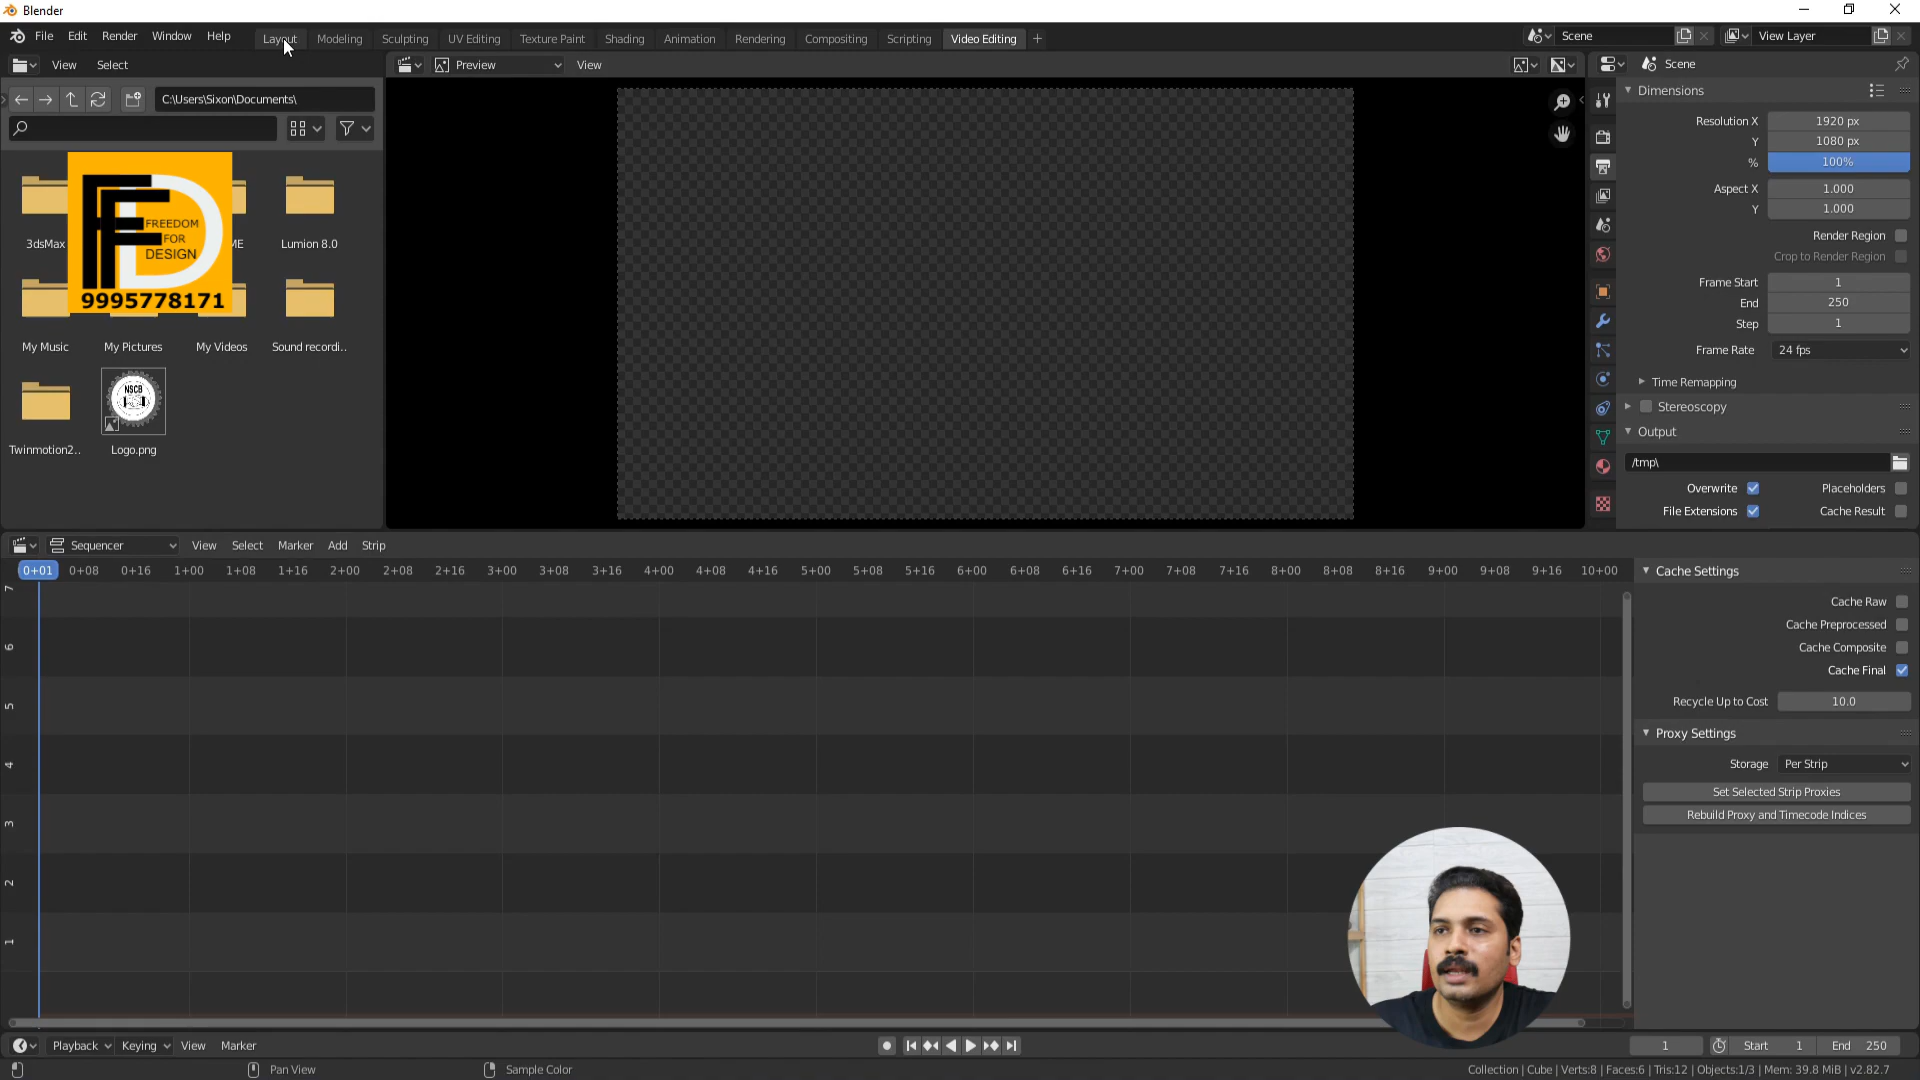 Blender
File Edit Render Window Help Layout Modeling Sculpting UV Editing Texture Paint Shading Animation Rendering Compositing Scripting Video Editing + Scene View Layer
View Select Preview View Scene
C:\Users\Sixon\Documents\
Dimensions
Resolution X 1920 px
Y 1080 px
% 100%
Aspect X 1.000
Y 1.000
Render Region
Crop to Render Region
Frame Start 1
End 250
Step 1
Frame Rate 24 fps
Time Remapping
Stereoscopy
Output
/tmp\
Overwrite Placeholders
File Extensions Cache Result
FREEDOM
FOR
DESIGN
9995778171
3dsMax ME Lumion 8.0
My Music My Pictures My Videos Sound recordi..
NSCB
Twinmotion2.. Logo.png
Sequencer View Select Marker Add Strip
0+01 0+08 0+16 1+00 1+08 1+16 2+00 2+08 2+16 3+00 3+08 3+16 4+00 4+08 4+16 5+00 5+08 5+16 6+00 6+08 6+16 7+00 7+08 7+16 8+00 8+08 8+16 9+00 9+08 9+16 10+00
7
6
5
4
3
2
1
Cache Settings
Cache Raw
Cache Preprocessed
Cache Composite
Cache Final
Recycle Up to Cost 10.0
Proxy Settings
Storage Per Strip
Set Selected Strip Proxies
Rebuild Proxy and Timecode Indices
Playback Keying View Marker 1 Start 1 End 250
Pan View Sample Color Collection | Cube | Verts:8 | Faces:6 | Tris:12 | Objects:1/3 | Mem: 39.8 MiB | v2.82.7